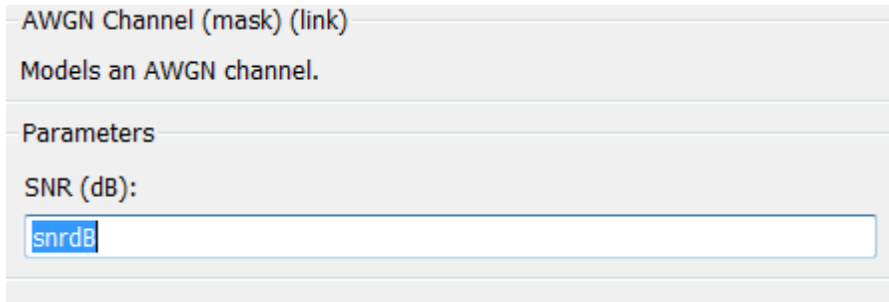 AWGN Channel (mask) (link)
Models an AWGN channel.
Parameters
SNR (dB):
snrdB